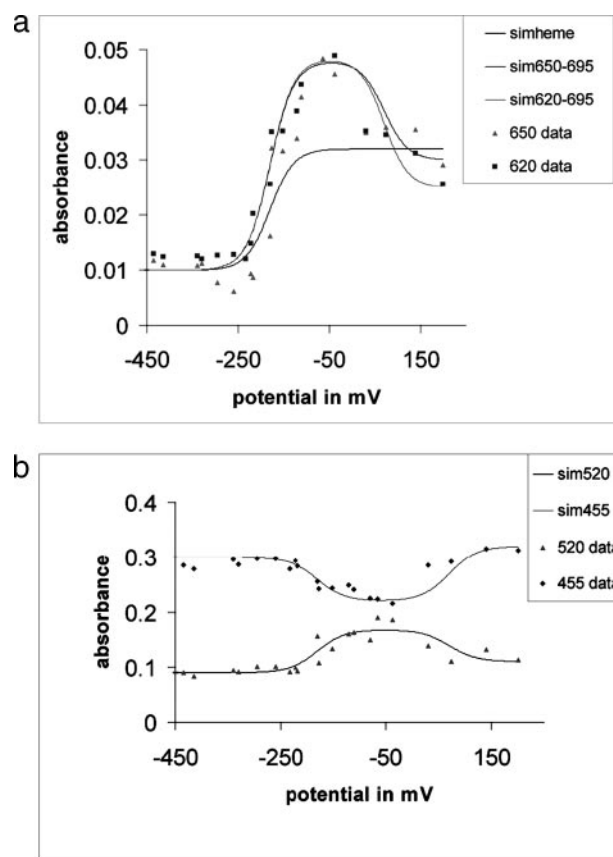 a
0.05
0.04
0.03
0.02
0.01
0
absorbance
-450
-250
-50
150
potential in mV
simheme
sim650-695
sim620-695
650 data
620 data
b
0.4
0.3
0.2
0.1
0
absorbance
-450
-250
-50
150
potential in mV
sim520
sim455
520 data
455 data